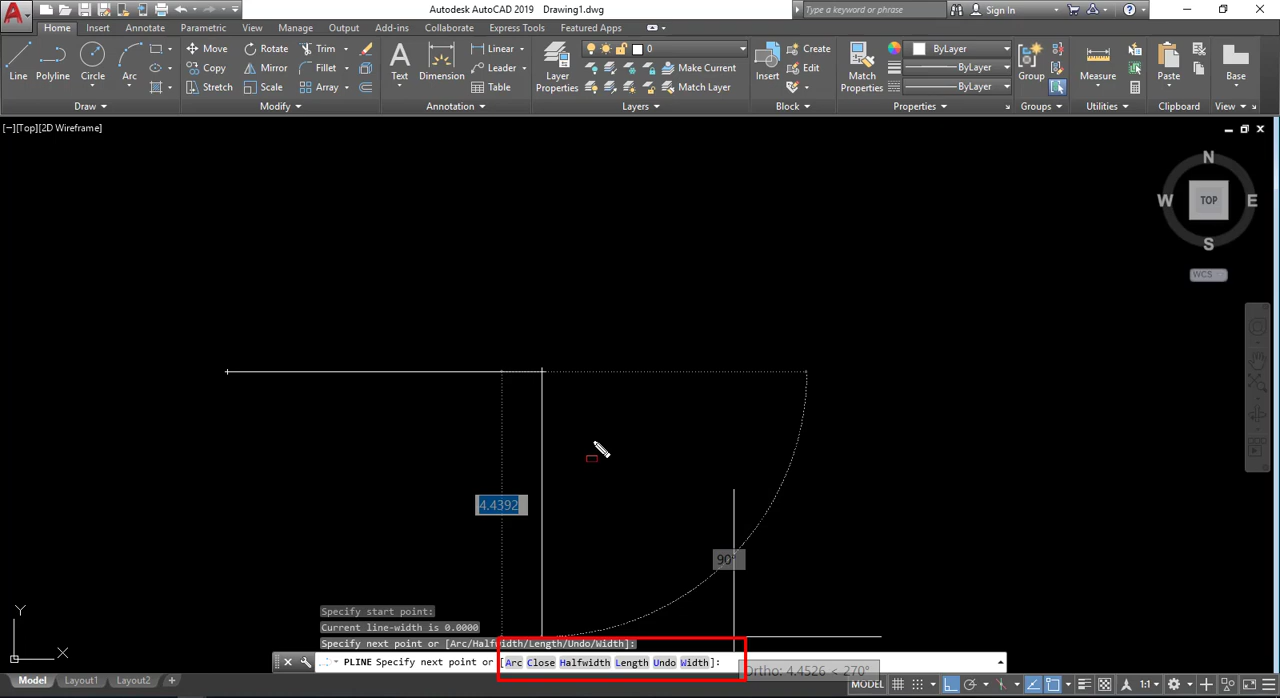 Autodesk AutoCAD 2019 Drawing1.dwg
Type a keyword or phrase
Sign In
Home Insert Annotate Parametric View Manage Output Add-ins Collaborate Express Tools Featured Apps
Line
Polyline
Circle
Arc
Move
Rotate
Trim
Copy
Mirror
Fillet
Stretch
Scale
Array
Text
Dimension
Linear
Leader
Table
Layer
Properties
0
Make Current
Match Layer
Insert
Create
Edit
Match
Properties
ByLayer
ByLayer
ByLayer
Group
Measure
Paste
Base
Draw Modify Annotation Layers Block Properties Groups Utilities Clipboard View
[−][Top][2D Wireframe]
N
W TOP E
S
WCS
4.4392
90°
Y
X
Specify start point:
Current line-width is 0.0000
Specify next point or [Arc/Halfwidth/Length/Undo/Width]:
PLINE Specify next point or [Arc Close Halfwidth Length Undo Width]:
Ortho: 4.4526 < 270°
Model Layout1 Layout2 +
MODEL
1:1